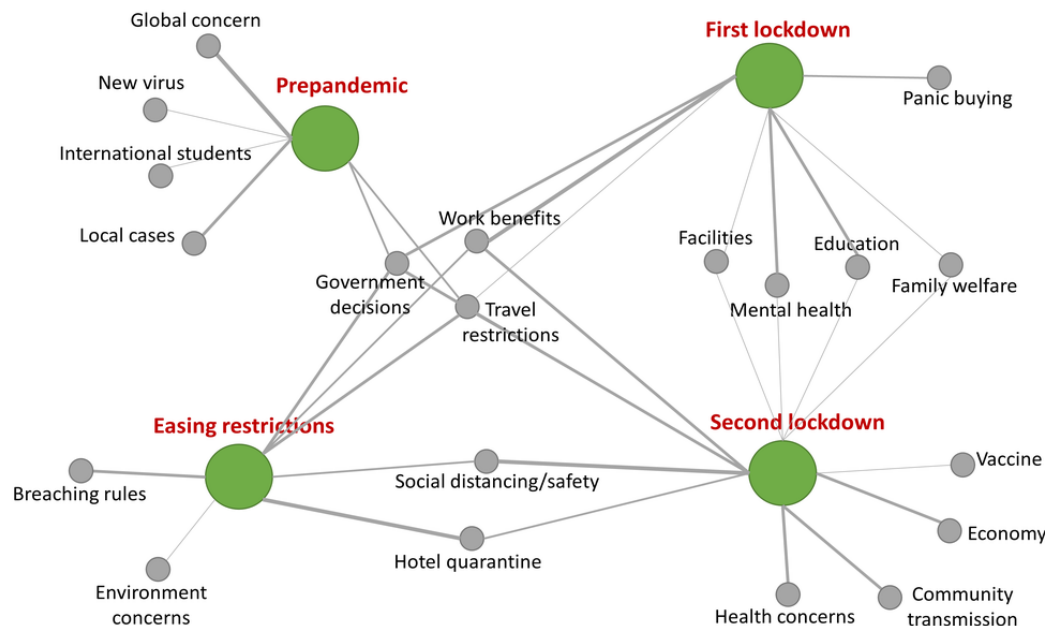 Global concern
First lockdown
New virus
Prepandemic
Panic buying
International students
Local cases
Work benefits
Facilities
Education
Government
decisions
Family welfare
Mental health
Travel
restrictions
Easing restrictions
Second lockdown
Vaccine
Breaching rules
Social distancing/safety
Economy
Hotel quarantine
Environment
concerns
Health concerns
Community
transmission